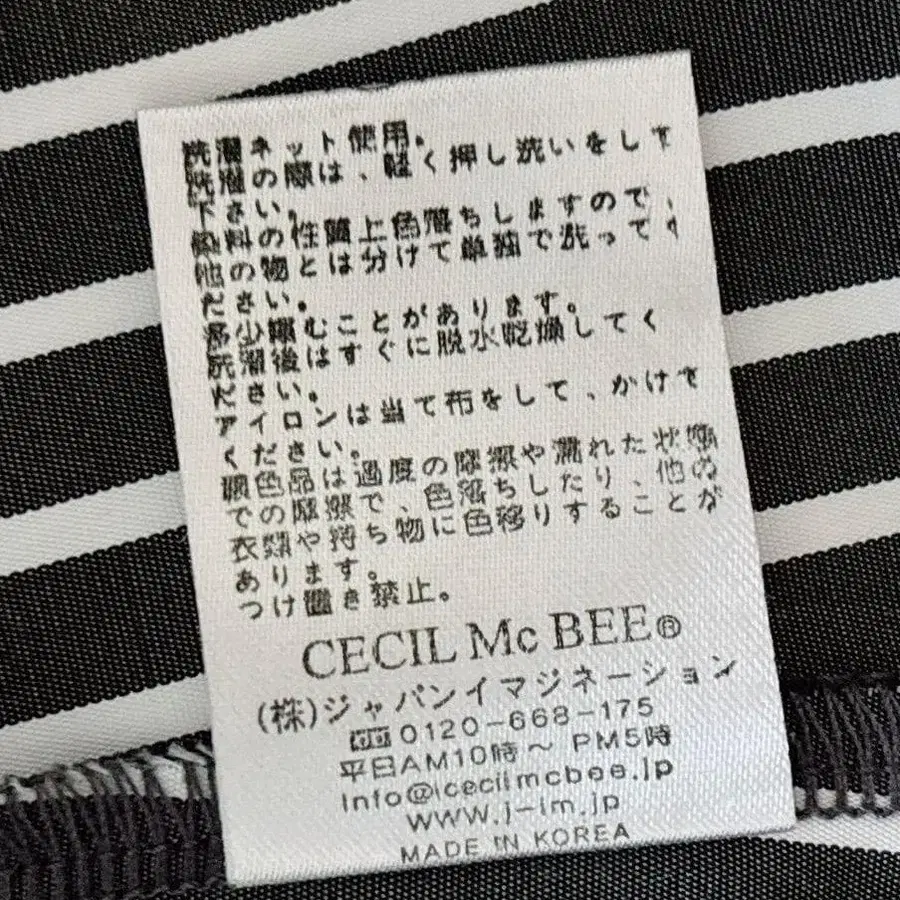 洗濯ネット使用。
洗濯の際は、軽く押し洗いをして
下さい。
染料の性質上色落ちしますので、
他の物とは分けて単独で洗って
ださい。
多少縮むことがあります。
洗濯後はすぐに脱水乾燥してく
ださい。
アイロンは当て布をして、かけて
ください。
濃色品は過度の摩擦や濡れた状態
での摩擦で、色落ちしたり、他の
衣類や持ち物に色移りすることが
あります。
つけ置き禁止。
CECIL Mc BEE®
(株)ジャパンイマジネーション
0120-668-175
平日AM10時～PM5時
info@icecilmcbee.jp
www.j-im.jp
MADE IN KOREA